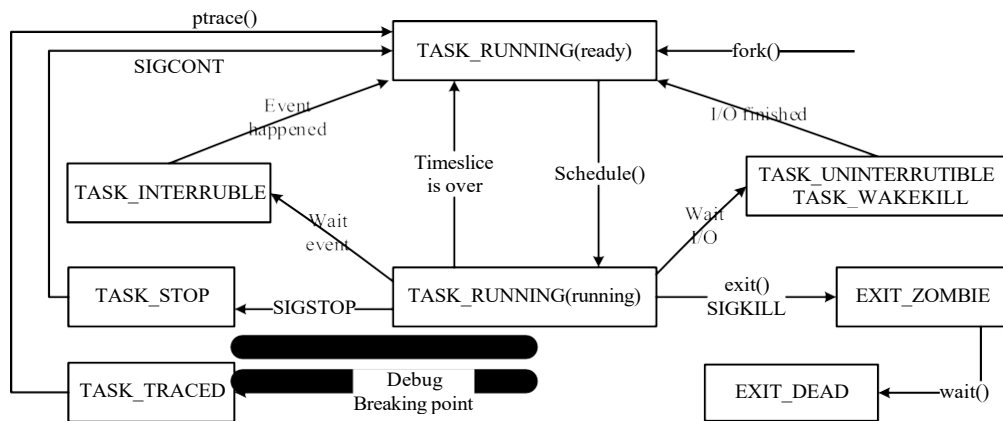 ptrace()
TASK_RUNNING(ready)
fork()
SIGCONT
Event
happened
I/O finished
Timeslice
is over
Schedule()
TASK_INTERRUBLE
TASK_UNINTERRUTIBLE
TASK_WAKEKILL
Wait
event
Wait
I/O
TASK_STOP
SIGSTOP
TASK_RUNNING(running)
exit()
SIGKILL
EXIT_ZOMBIE
TASK_TRACED
Debug
Breaking point
EXIT_DEAD
wait()